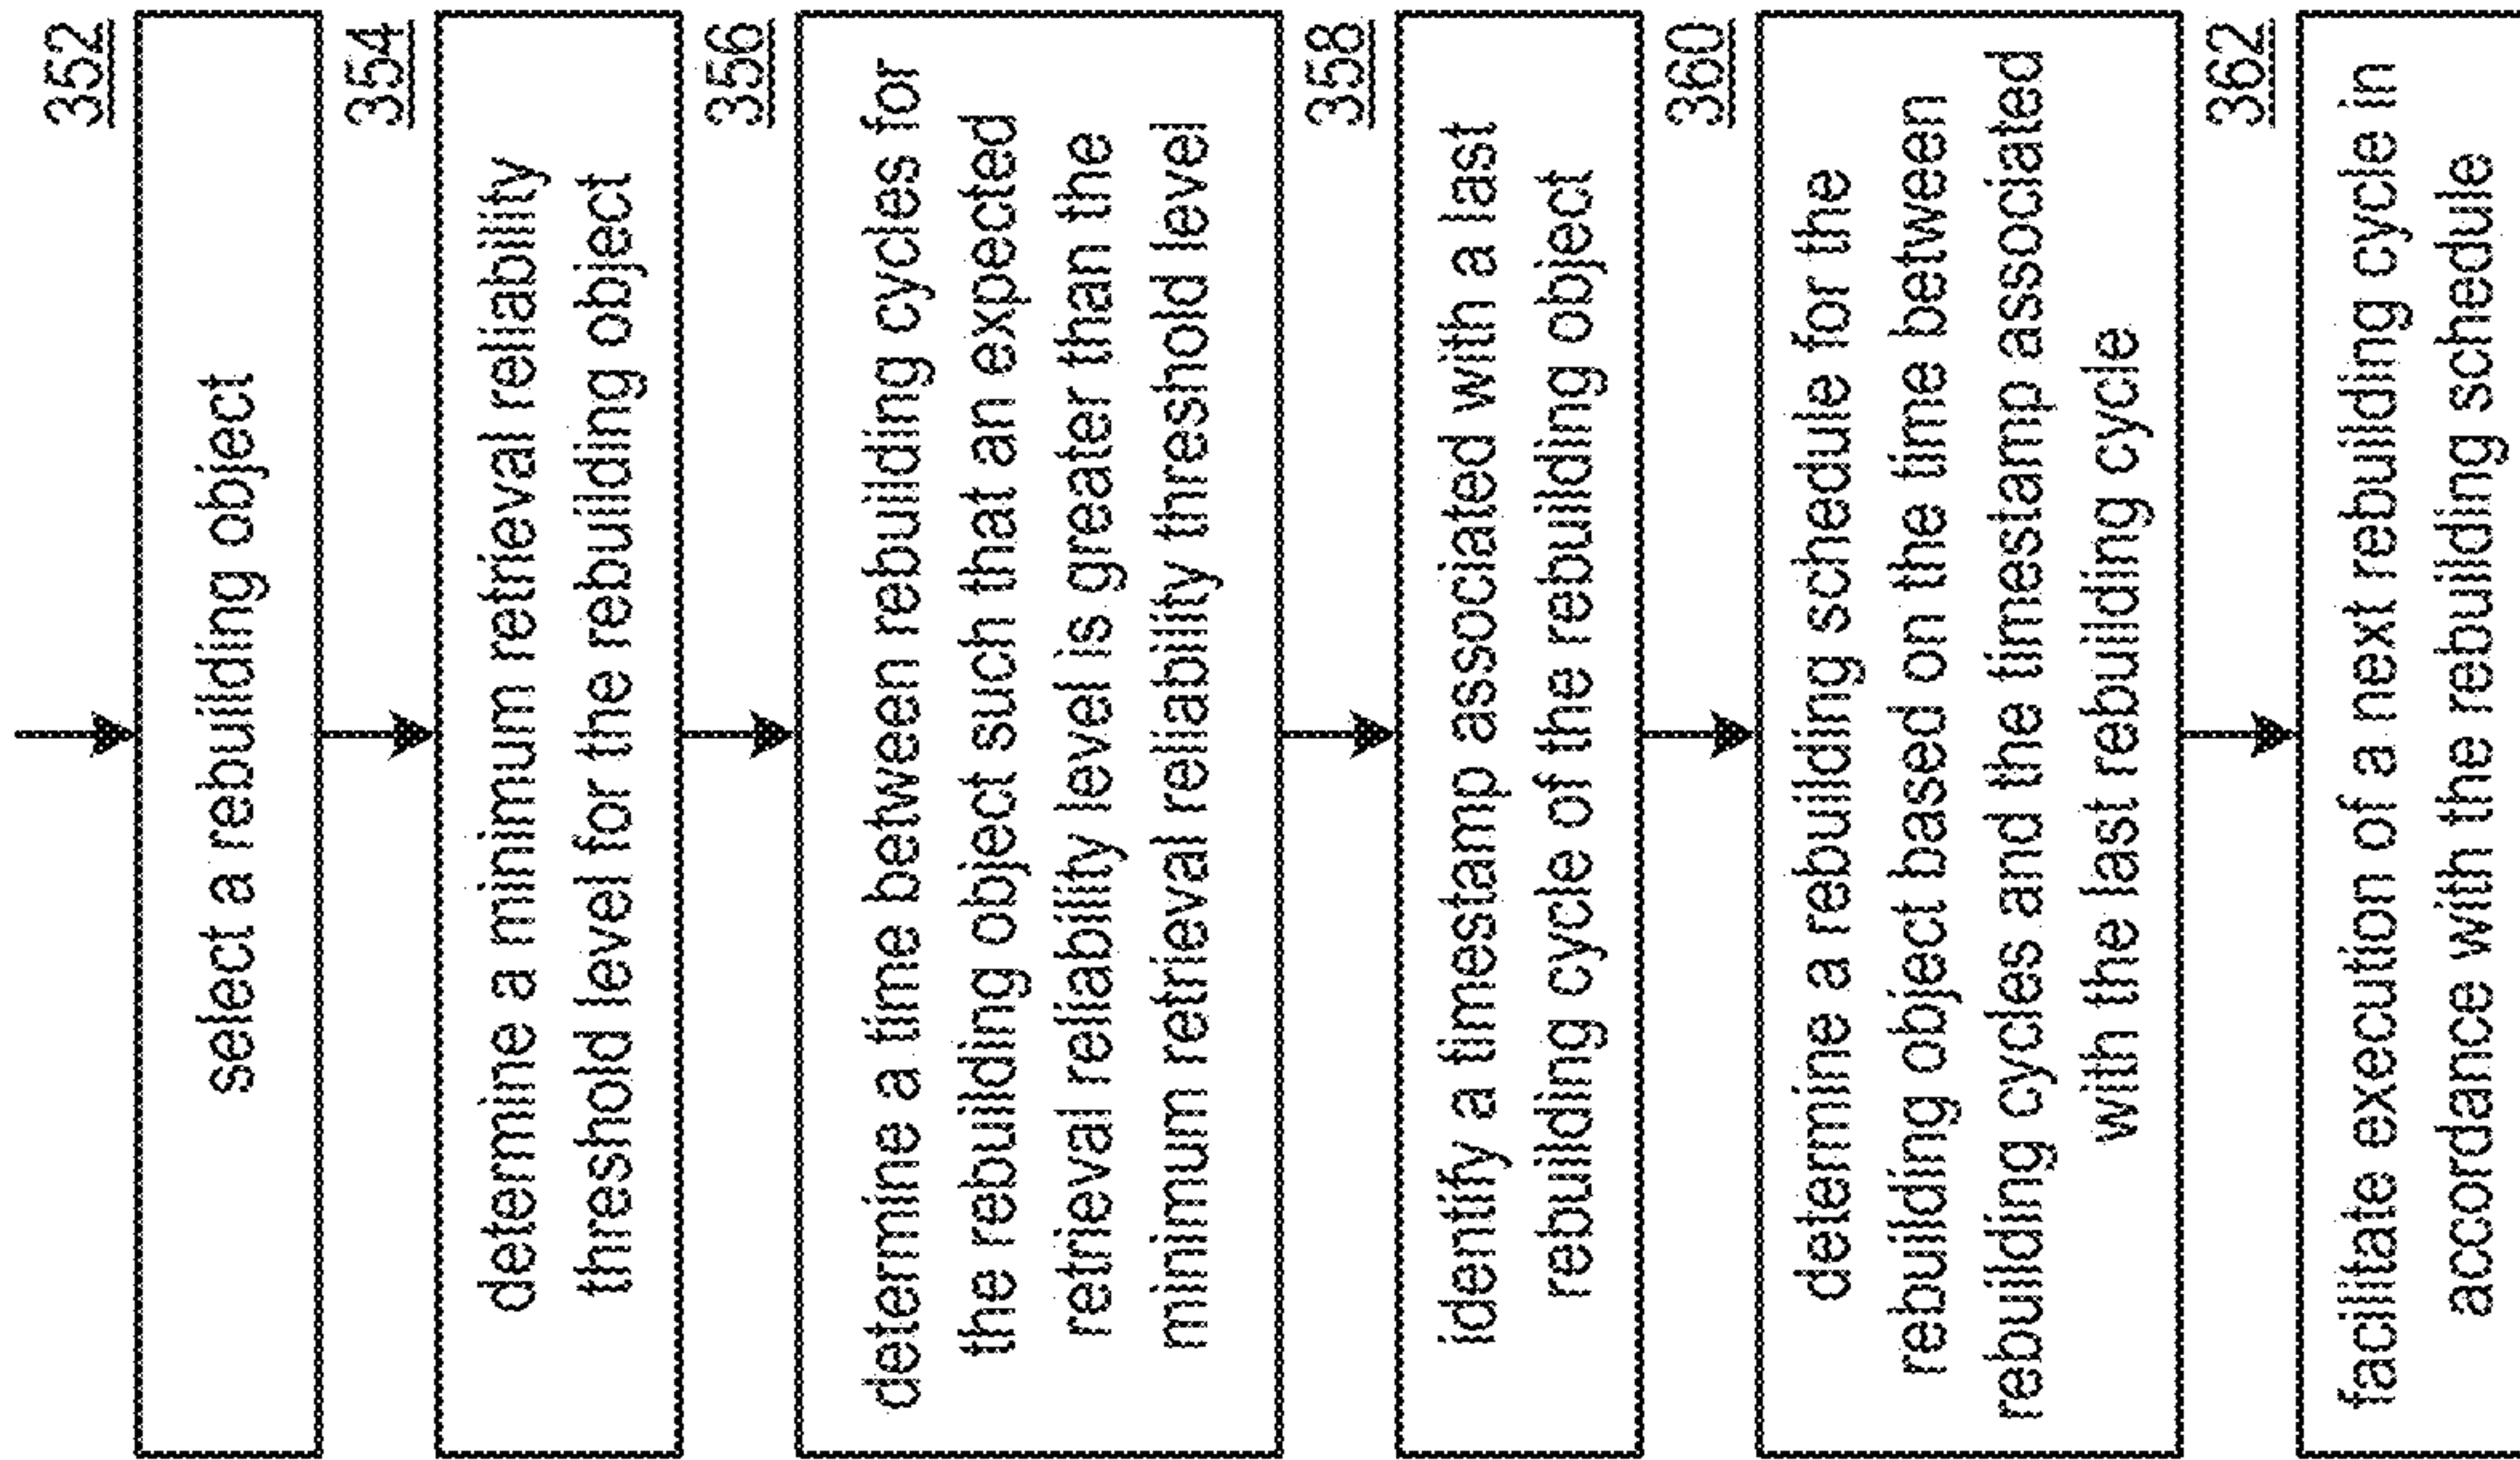 352
select a rebuilding object
354
determine a minimum retrieval reliability
threshold level for the rebuilding object
356
determine a time between rebuilding cycles for
the rebuilding object such that an expected
retrieval reliability level is greater than the
minimum retrieval reliability threshold level
358
identify a timestamp associated with a last
rebuilding cycle of the rebuilding object
360
determine a rebuilding schedule for the
rebuilding object based on the time between
rebuilding cycles and the timestamp associated
with the last rebuilding cycle
362
facilitate execution of a next rebuilding cycle in
accordance with the rebuilding schedule